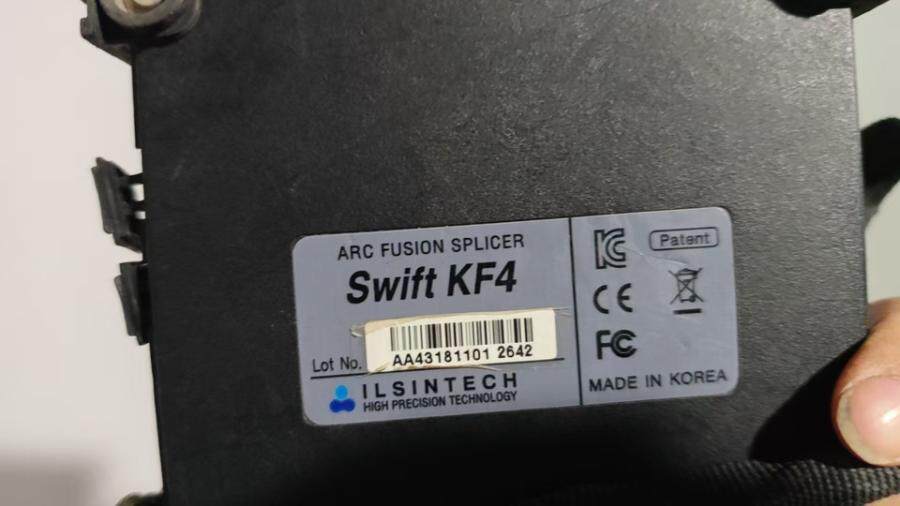 ARC FUSION SPLICER
Swift KF4
Lot No. AA43181101 2642
ILSINTECH
HIGH PRECISION TECHNOLOGY
KC Patent
CE
FC
MADE IN KOREA